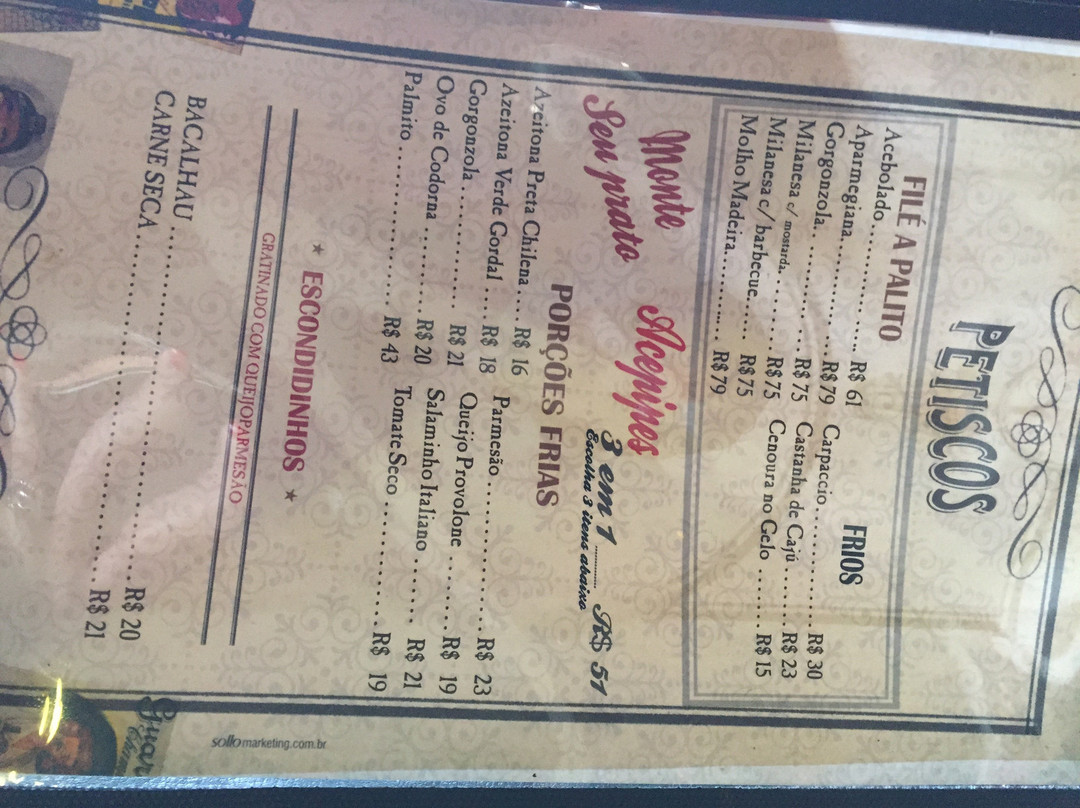 PETISCOS
FILÉ A PALITO
Acebolado.................. R$ 61
Aparmegiana.............. R$79
Gorgonzola................. R$75
Milanesa c/ mostarda.......... R$75
Milanesa c/ barbecue........ R$75
Molho Madeira............. R$79
FRIOS
Carpaccio ................ R$ 30
Castanha de Cajú ........ R$ 23
Cenoura no Gelo ........ R$ 15
Monte Seu prato
Acepipes
3 em 1 ............ R$ 51
Escolha 3 itens abaixo
PORÇÕES FRIAS
Azeitona Preta Chilena .... R$ 16
Azeitona Verde Gordal .... R$ 18
Gorgonzola............... R$ 21
Ovo de Codorna .......... R$ 20
Palmito .................. R$ 43
Parmesão .................. R$ 23
Queijo Provolone ........ R$ 19
Salaminho Italiano ...... R$ 21
Tomate Seco .............. R$ 19
★ ESCONDIDINHOS ★
GRATINADO COM QUEIJO PARMESÃO
BACALHAU ........................................ R$ 20
CARNE SECA ...................................... R$ 21
sollomarketing.com.br